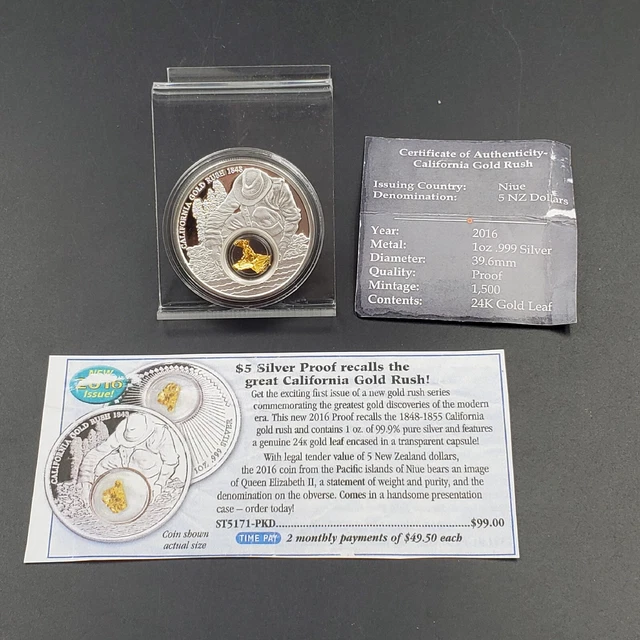 CALIFORNIA GOLD RUSH 1848
Certificate of Authenticity-
California Gold Rush
Issuing Country: Niue
Denomination: 5 NZ Dollars
Year: 2016
Metal: 1oz .999 Silver
Diameter: 39.6mm
Quality: Proof
Mintage: 1,500
Contents: 24K Gold Leaf
NEW
2016
Issue!
CALIFORNIA GOLD RUSH 1848
1OZ .999 SILVER
Coin shown
actual size
$5 Silver Proof recalls the
great California Gold Rush!
Get the exciting first issue of a new gold rush series
commemorating the greatest gold discoveries of the modern
era. This new 2016 Proof recalls the 1848-1855 California
gold rush and contains 1 oz. of 99.9% pure silver and features
a genuine 24k gold leaf encased in a transparent capsule!
With legal tender value of 5 New Zealand dollars,
the 2016 coin from the Pacific islands of Niue bears an image
of Queen Elizabeth II, a statement of weight and purity, and the
denomination on the obverse. Comes in a handsome presentation
case — order today!
ST5171-PKD..........................................................$99.00
TIME PAY 2 monthly payments of $49.50 each